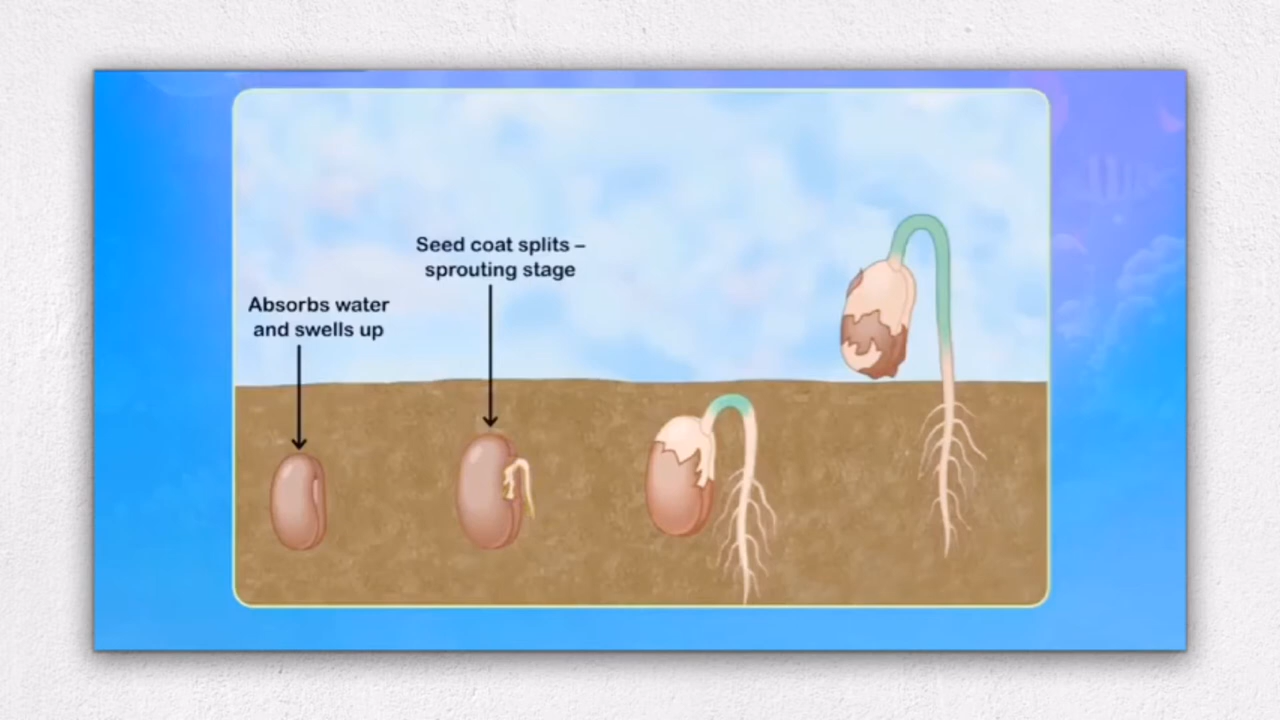 Seed coat splits –
sprouting stage
Absorbs water
and swells up